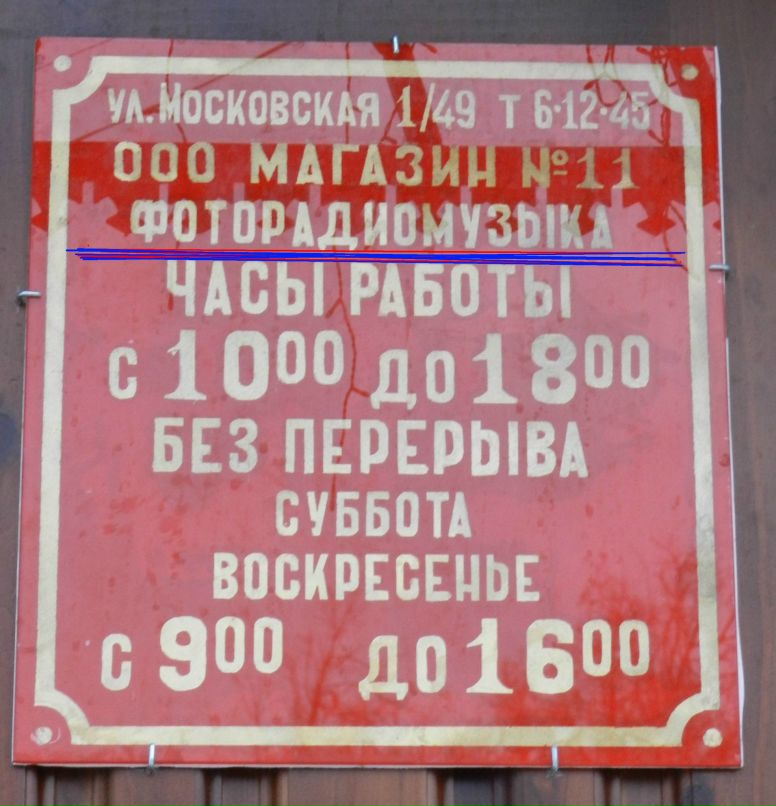 УЛ. МОСКОВСКАЯ 1/49 Т 6·12·45
ООО МАГАЗИН №11
ФОТОРАДИОМУЗЫКА
ЧАСЫ РАБОТЫ
С 10⁰⁰ ДО 18⁰⁰
БЕЗ ПЕРЕРЫВА
СУББОТА
ВОСКРЕСЕНЬЕ
С 9⁰⁰ ДО 16⁰⁰